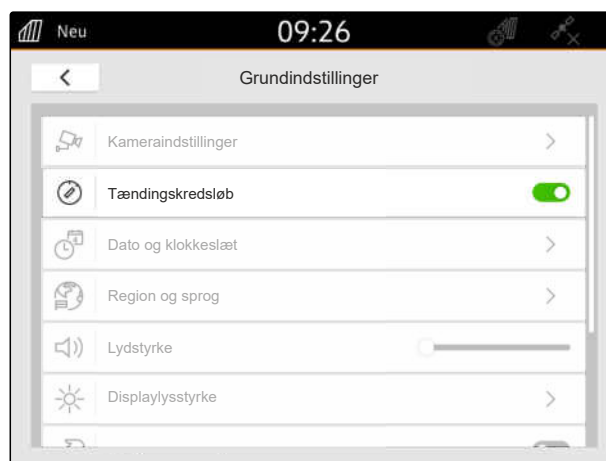 Neu
09:26
Grundindstillinger
Kameraindstillinger
Tændingskredsløb
Dato og klokkeslæt
Region og sprog
Lydstyrke
Displaylysstyrke